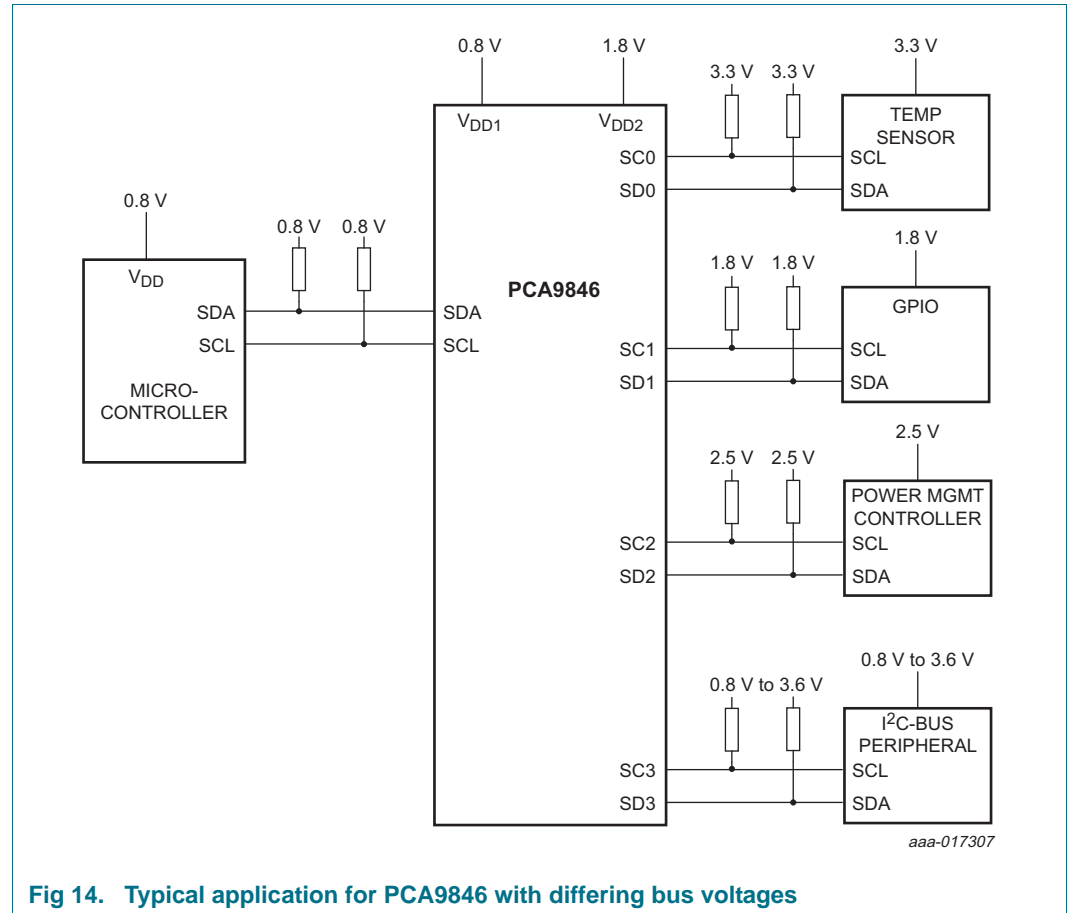 0.8 V
1.8 V
3.3 V
3.3 V 3.3 V
VDD1
VDD2
TEMP
SENSOR
SC0
SCL
SD0
SDA
0.8 V
0.8 V 0.8 V
VDD
SDA
SCL
MICRO-
CONTROLLER
SDA
SCL
PCA9846
1.8 V
1.8 V 1.8 V
GPIO
SC1
SCL
SD1
SDA
2.5 V
2.5 V 2.5 V
POWER MGMT
CONTROLLER
SC2
SCL
SD2
SDA
0.8 V to 3.6 V
0.8 V to 3.6 V
I2C-BUS
PERIPHERAL
SC3
SCL
SD3
SDA
aaa-017307
Fig 14. Typical application for PCA9846 with differing bus voltages